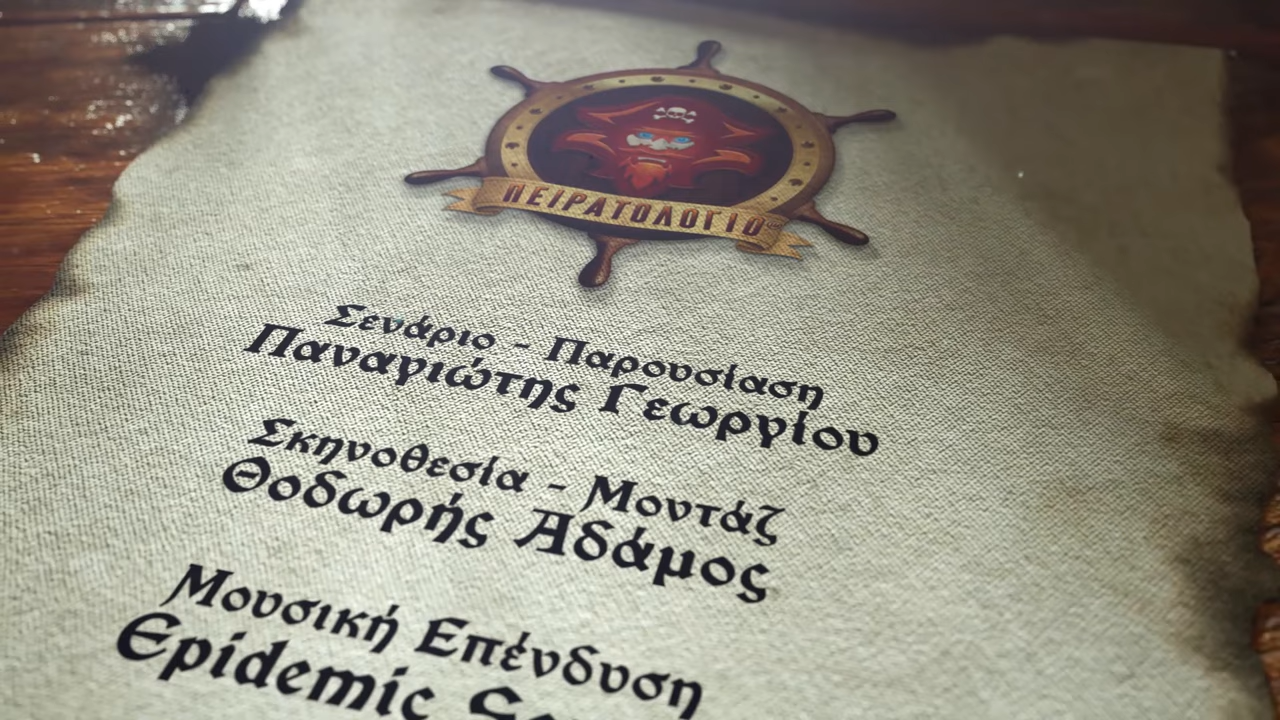 ΠΕΙΡΑΤΟΛΟΓΙΟ
Σενάριο - Παρουσίαση
Παναγιώτης Γεωργίου
Σκηνοθεσία - Μοντάζ
Θοδωρής Αδάμος
Μουσική Επένδυση
Epidemic